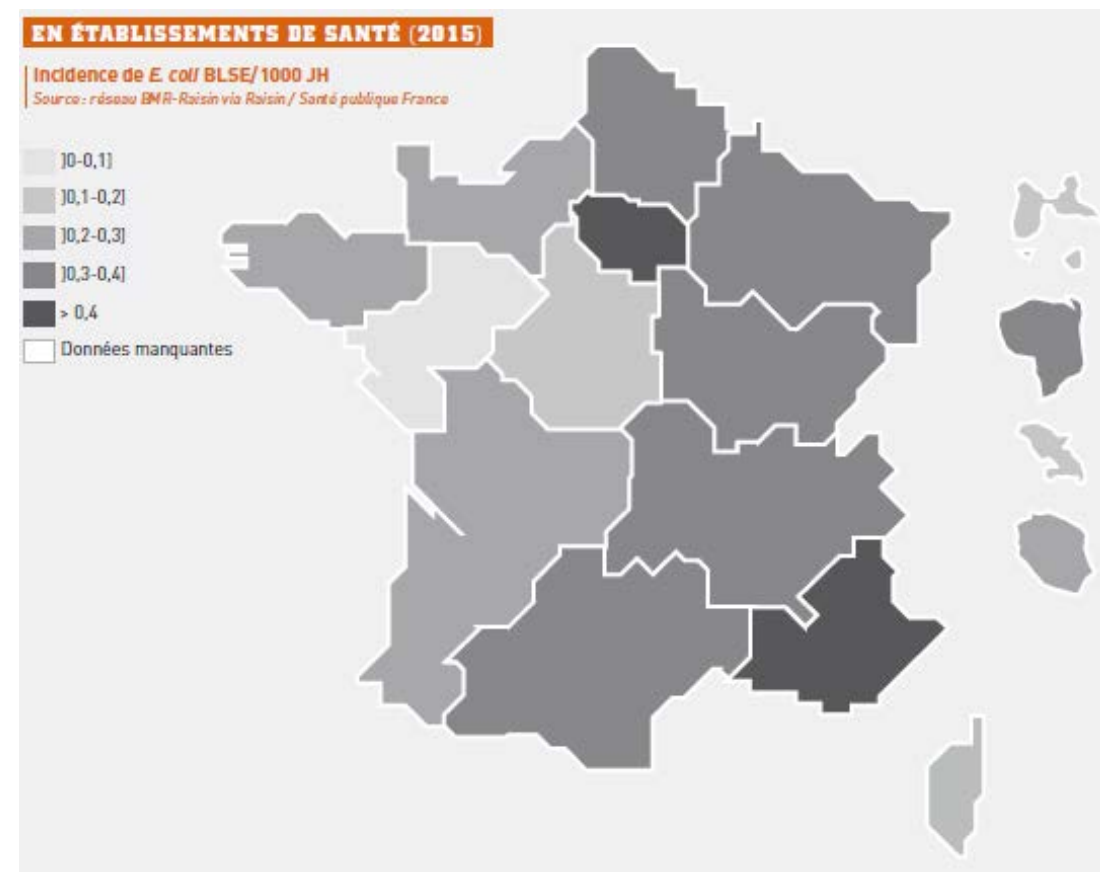 EN ÉTABLISSEMENTS DE SANTÉ (2015)
Incidence de E. coli BLSE/1000 JH
Source : réseau BMR-Raisin via Raisin / Santé publique France
]0-0,1]
]0,1-0,2]
]0,2-0,3]
]0,3-0,4]
> 0,4
Données manquantes